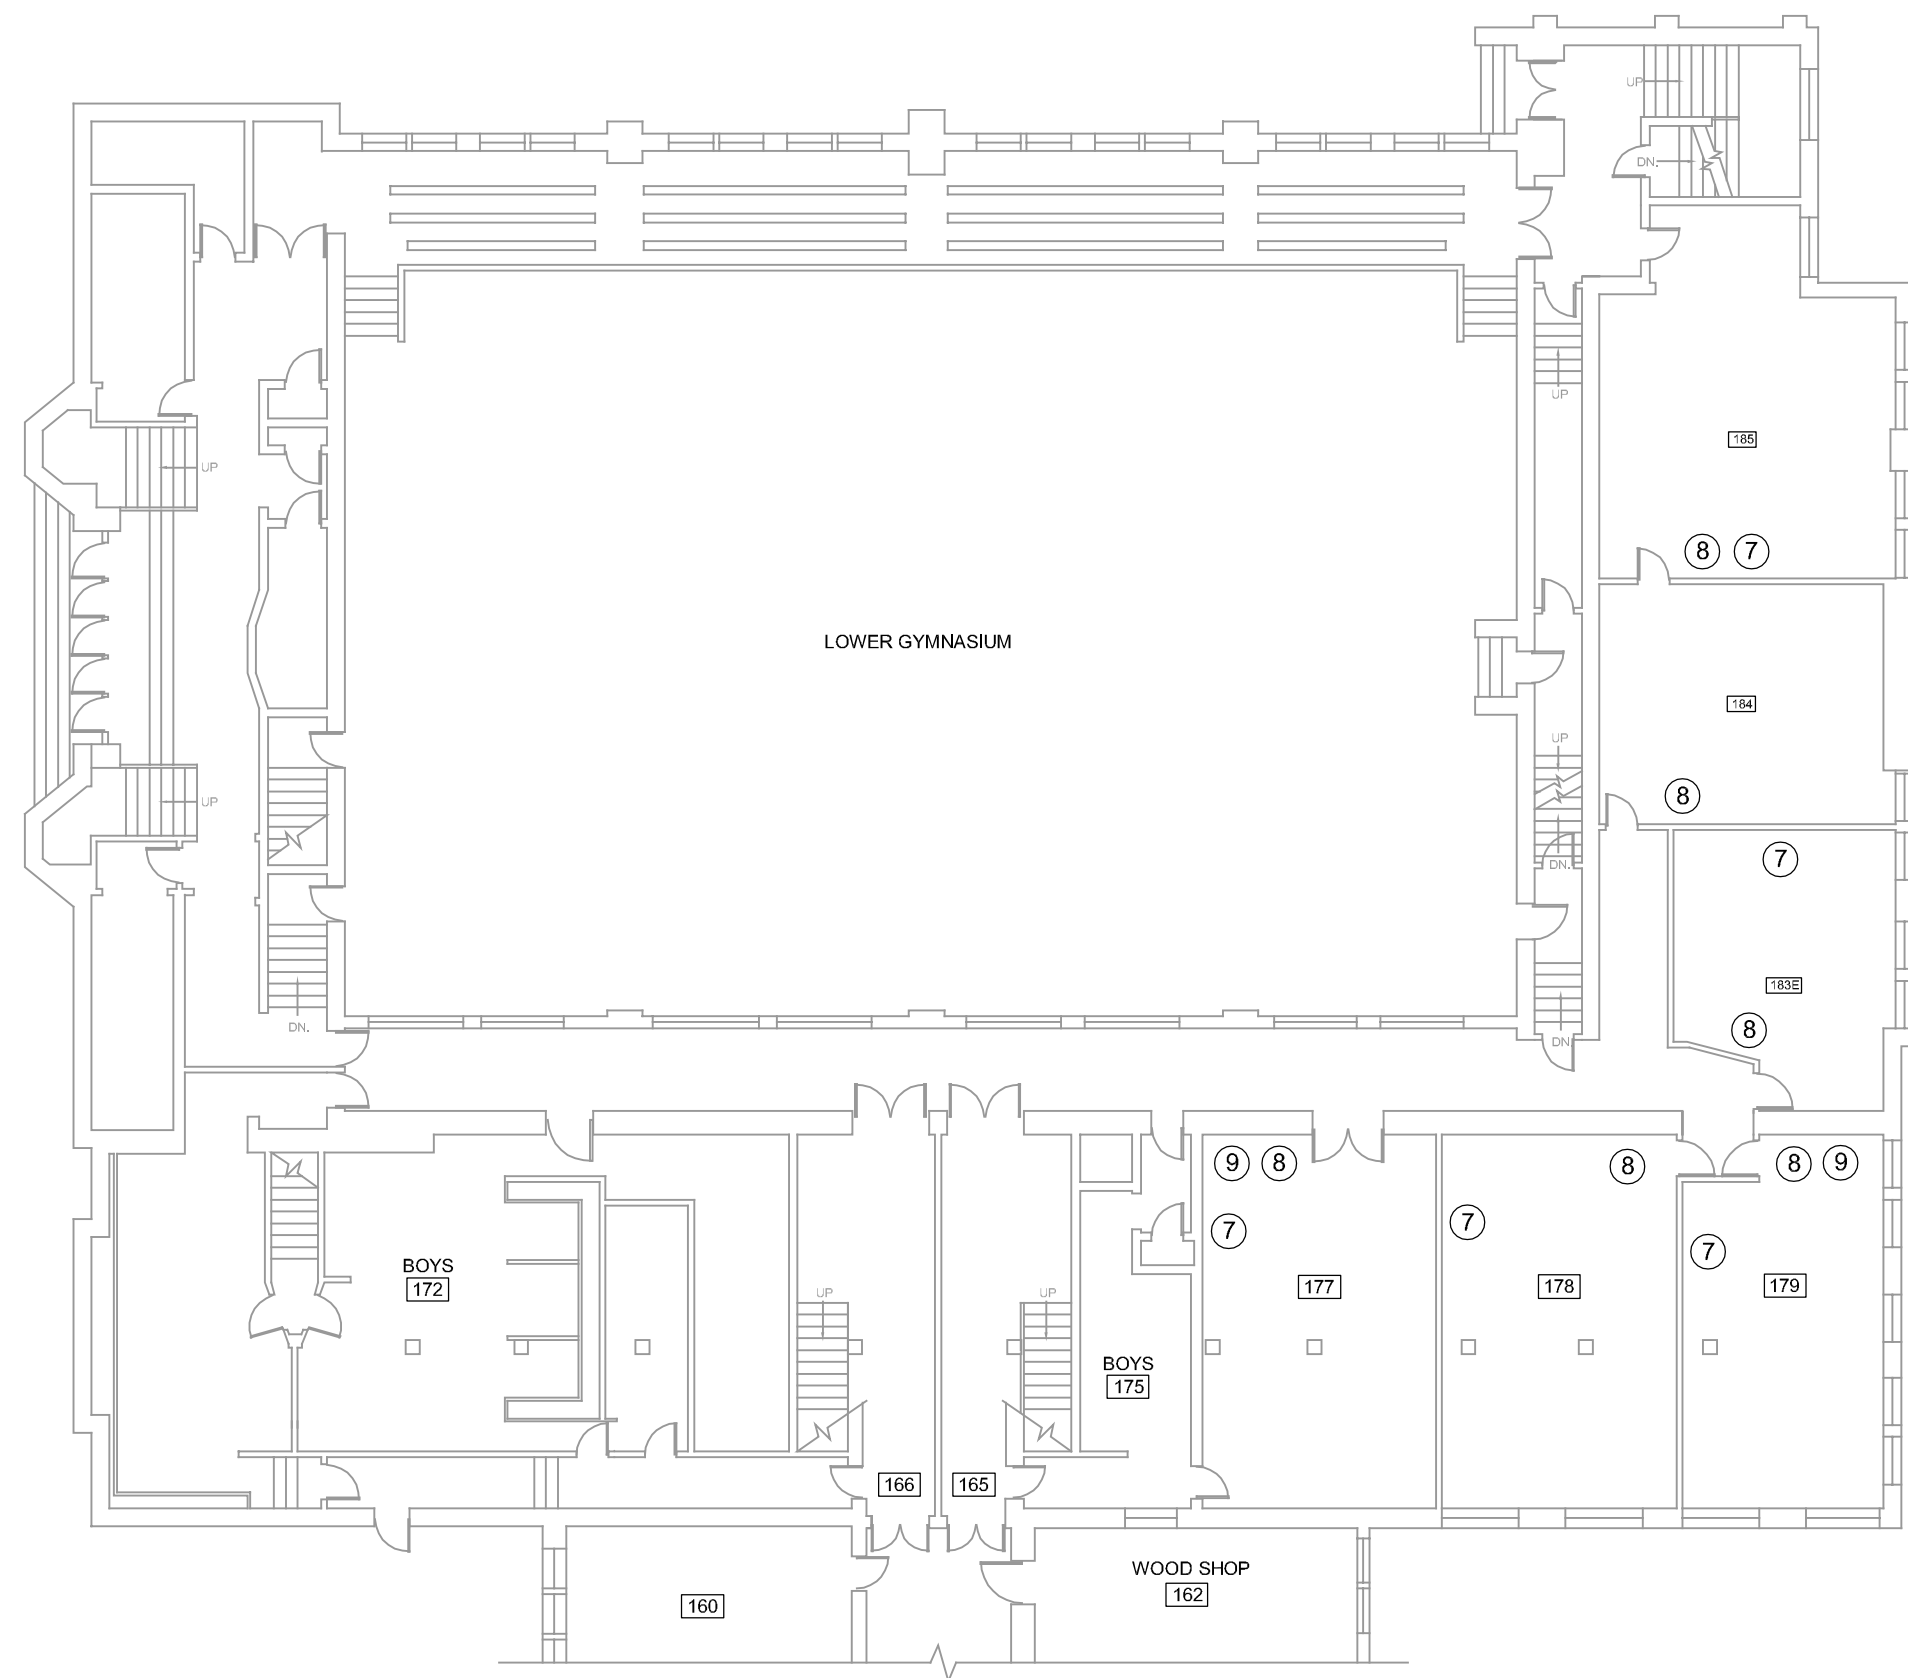 UP
DN.
UP
185
UP
8 7
LOWER GYMNASIUM
184
UP
8
UP
7
DN.
183E
DN.
8
DN.
9 8
8
8 9
7
7
7
BOYS
172
177
178
179
UP
UP
BOYS
175
166
165
WOOD SHOP
162
160